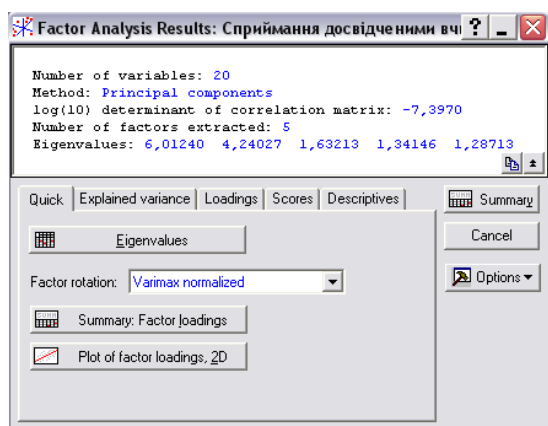 Factor Analysis Results: Сприймання досвідченими вч
Number of variables: 20
Method: Principal components
log(10) determinant of correlation matrix: -7,3970
Number of factors extracted: 5
Eigenvalues: 6,01240 4,24027 1,63213 1,34146 1,28713
Quick Explained variance Loadings Scores Descriptives
Summary
Eigenvalues
Cancel
Factor rotation: Varimax normalized
Options
Summary: Factor loadings
Plot of factor loadings, 2D